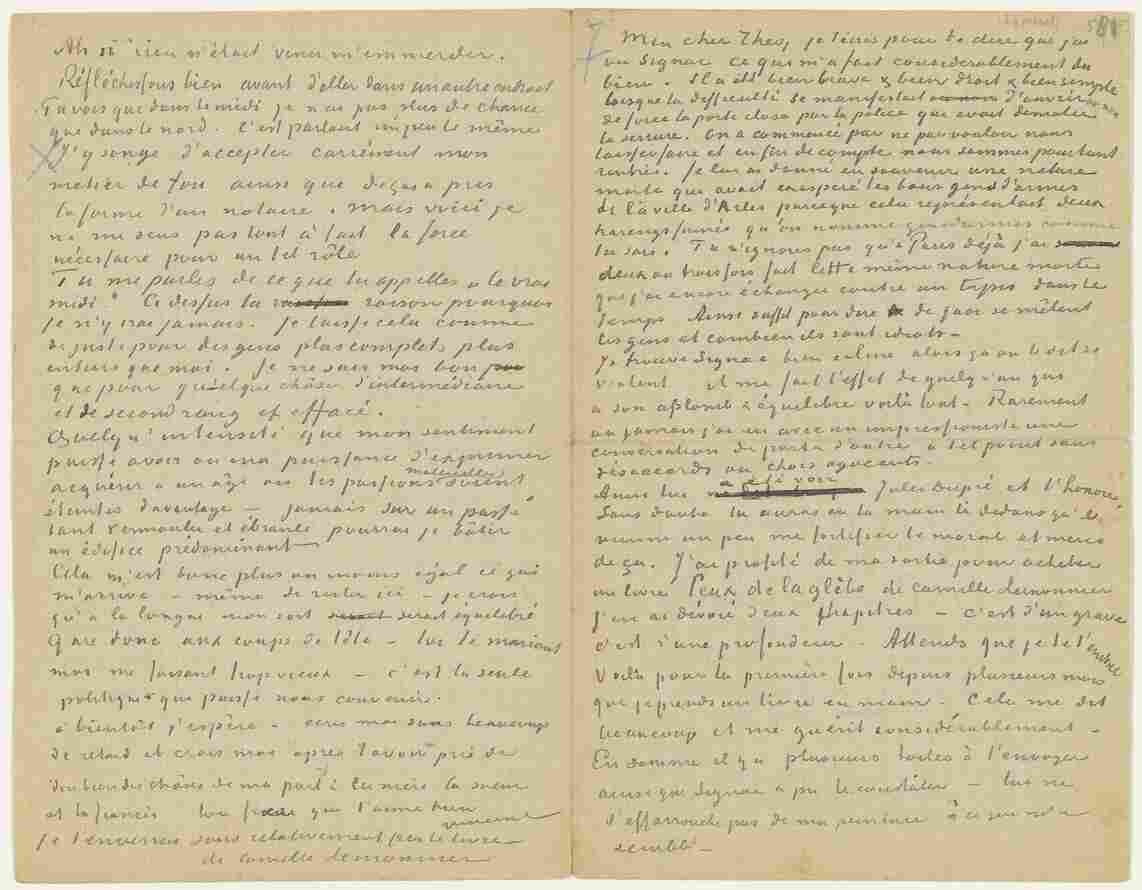 Ah si rien n'était venu m'emmerder.
Réfléchissons bien avant d'aller dans un autre endroit
Tu vois que dans le midi je n'ai pas plus de chance
que dans le nord. C'est partout un peu le même
J'y songe d'accepter carrément mon
metier de fou ainsi que degas a pris
la forme d'un notaire. mais voici je
ne me sens pas tout à fait la force
nécessaire pour un tel rôle
Tu me parles de ce que tu appelles „le vrai
midi". Ci dessus la raison pourquoi
je n'y irai jamais. Je laisse cela comme
de juste pour des gens plus complets, plus
entiers que moi. Je ne suis moi bon
que pour quelque chose d'intermédiaire
et de second rang et effacé.
Quelqu'intensité que mon sentiment
puisse avoir ou ma puissance d'exprimer
acquérir à un âge où les passions matérielles soient
éteintes davantage – jamais sur un passé
tant vermoulu et ébranlé pourrai je bâtir
un édifice prédominant
Cela m'est donc plus ou moins égal ce qui
m'arrive – même de rester ici – je crois
qu'à la longue mon sort serait équilibré
Gare donc aux coups de tête – toi te mariant
moi me faisant trop vieux – c'est la seule
politique que puisse nous convenir.
à bientôt j'espère – écris moi sans beaucoup
de retard et crois moi après t'avoir prié de
dire bien des choses de ma part à la mère la soeur
et la fiancée ton frère qui t'aime bien
Vincent
Je t'enverrai sous relativement peu le livre
de Camille Lemonnier
Mon cher Theo, je t'écris pour te dire que j'ai
vu Signac ce qui m'a fait considérablement du
bien. Il a été bien brave & bien droit & bien simple
lorsque la difficulté se manifestait d'ouvrir ou non
de force la porte close par la police qui avait démoli
la serrure. On a commencé par ne pas vouloir nous
laisser faire et en fin de compte nous sommes pourtant
rentrés. Je lui ai donné en souvenir une nature
morte qui avait exaspéré les bons gend'armes
de la ville d'Arles parceque cela représentait deux
harengs fumés qu'on nomme gendarmes comme
tu sais. Tu n'ignores pas qu'à Paris déjà j'ai
deux ou trois fois fait cette même nature morte
que j'ai encore échangé contre un tapis dans le
temps Ainsi suffit pour dire de quoi se mêlent
les gens et combien ils sont idiots –
Je trouve Signac bien calme alors qu'on le dit si
violent. il me fait l'effet de quelqu'un qui
a son aplomb & équilibre voilà tout. Rarement
ou jamais j'ai eu avec un impressioniste une
conversation de part & d'autre à tel point sans
désaccords ou chocs agaçants.
Ainsi lui a été voir Jules Dupré et l'honore
Sans doute tu auras eu la main là dedans qu'il
vienne un peu me fortifier le moral et merci
de ça. J'ai profité de ma sortie pour acheter
un livre Ceux de la glèbe de Camille Lemonnier
J'en ai dévoré deux chapitres – c'est d'un grave
c'est d'une profondeur. Attends que je te l'envoie
Voilà pour la première fois depuis plusieurs mois
que je prends un livre en main. Cela me dit
beaucoup et me guérit considérablement –
En somme il y a plusieurs toiles à t'envoyer
ainsi que Signac a pu le constater – lui ne
s'effarouche pas de ma peinture à ce qu'il m'a
semblé –